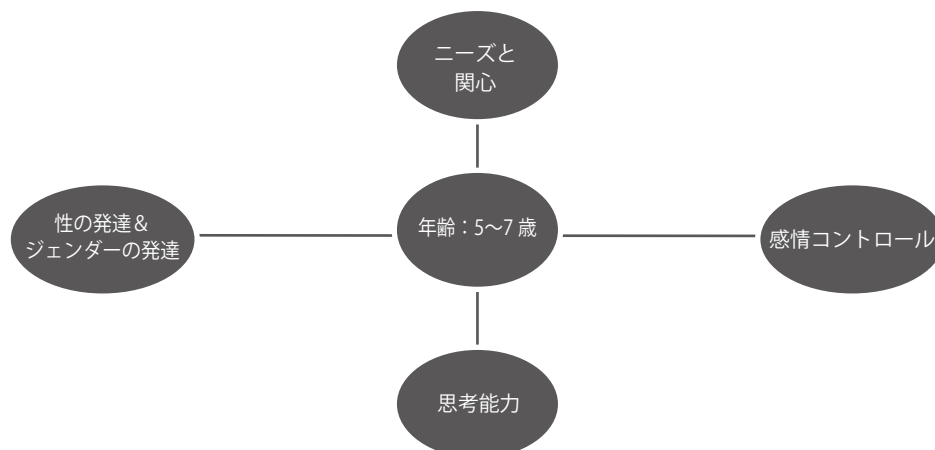 ニーズと
関心
性の発達＆
ジェンダーの発達
年齢：5～7 歳
感情コントロール
思考能力